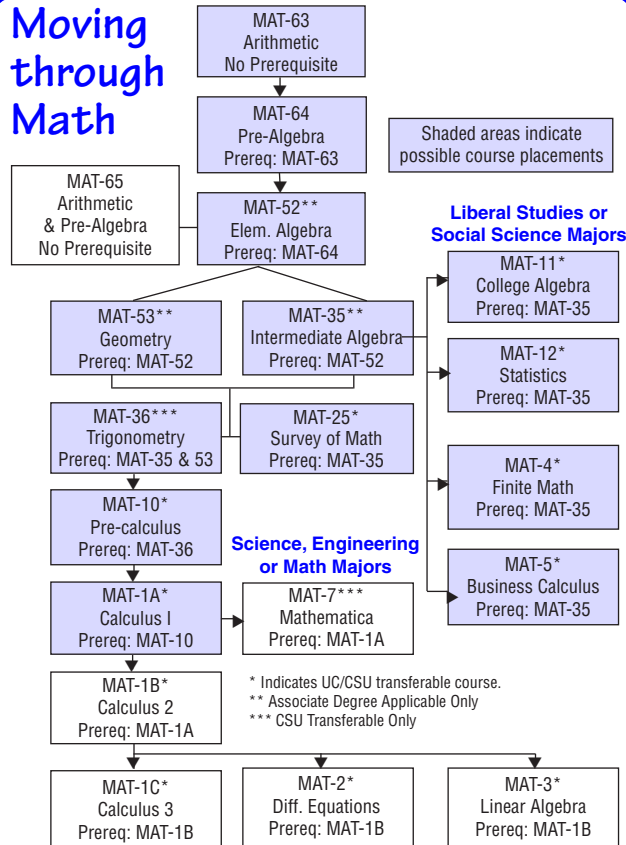 Moving
through
Math
MAT-63
Arithmetic
No Prerequisite
MAT-64
Pre-Algebra
Prereq: MAT-63
Shaded areas indicate
possible course placements
MAT-65
Arithmetic
& Pre-Algebra
No Prerequisite
MAT-52**
Elem. Algebra
Prereq: MAT-64
Liberal Studies or
Social Science Majors
MAT-11*
College Algebra
Prereq: MAT-35
MAT-53**
Geometry
Prereq: MAT-52
MAT-35**
Intermediate Algebra
Prereq: MAT-52
MAT-12*
Statistics
Prereq: MAT-35
MAT-36***
Trigonometry
Prereq: MAT-35 & 53
MAT-25*
Survey of Math
Prereq: MAT-35
MAT-4*
Finite Math
Prereq: MAT-35
MAT-10*
Pre-calculus
Prereq: MAT-36
Science, Engineering
or Math Majors
MAT-5*
Business Calculus
Prereq: MAT-35
MAT-1A*
Calculus I
Prereq: MAT-10
MAT-7***
Mathematica
Prereq: MAT-1A
MAT-1B*
Calculus 2
Prereq: MAT-1A
* Indicates UC/CSU transferable course.
** Associate Degree Applicable Only
*** CSU Transferable Only
MAT-1C*
Calculus 3
Prereq: MAT-1B
MAT-2*
Diff. Equations
Prereq: MAT-1B
MAT-3*
Linear Algebra
Prereq: MAT-1B